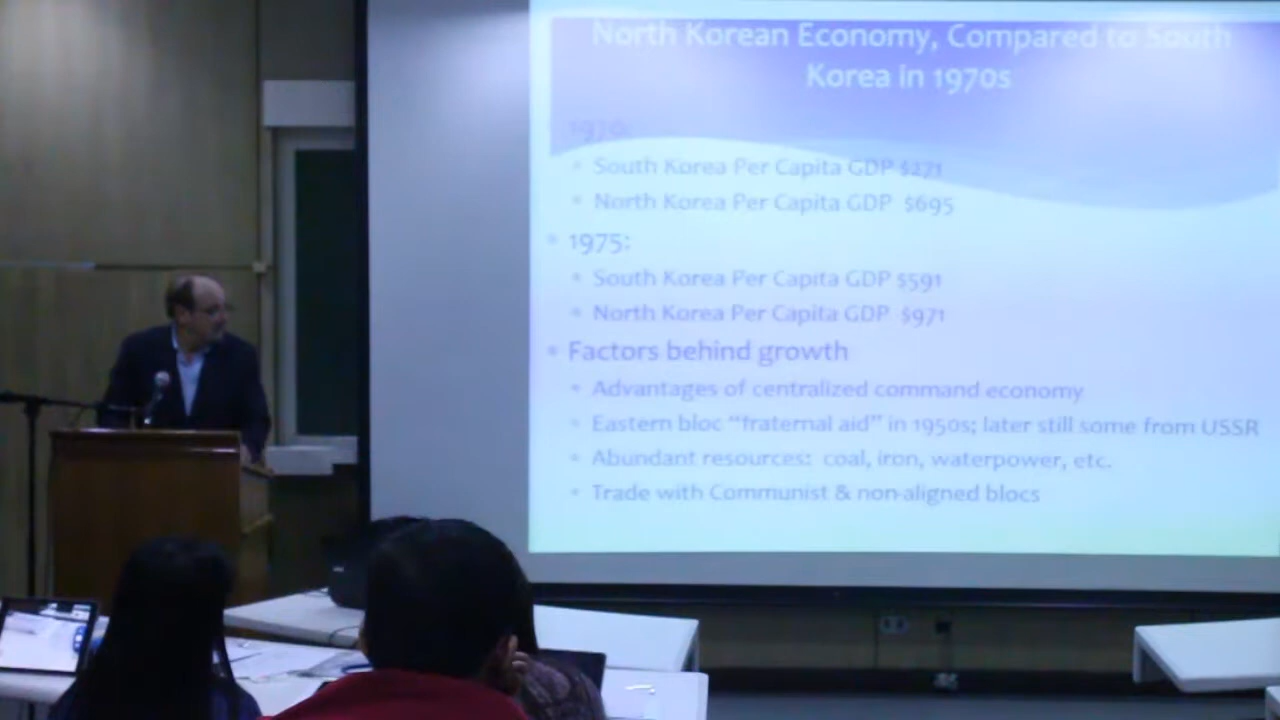 North Korean Economy, Compared to South
Korea in 1970s
1970:
• South Korea Per Capita GDP $271
• North Korea Per Capita GDP $695
• 1975:
• South Korea Per Capita GDP $591
• North Korea Per Capita GDP $971
• Factors behind growth
• Advantages of centralized command economy
• Eastern bloc “fraternal aid” in 1950s; later still some from USSR
• Abundant resources: coal, iron, waterpower, etc.
• Trade with Communist & non-aligned blocs